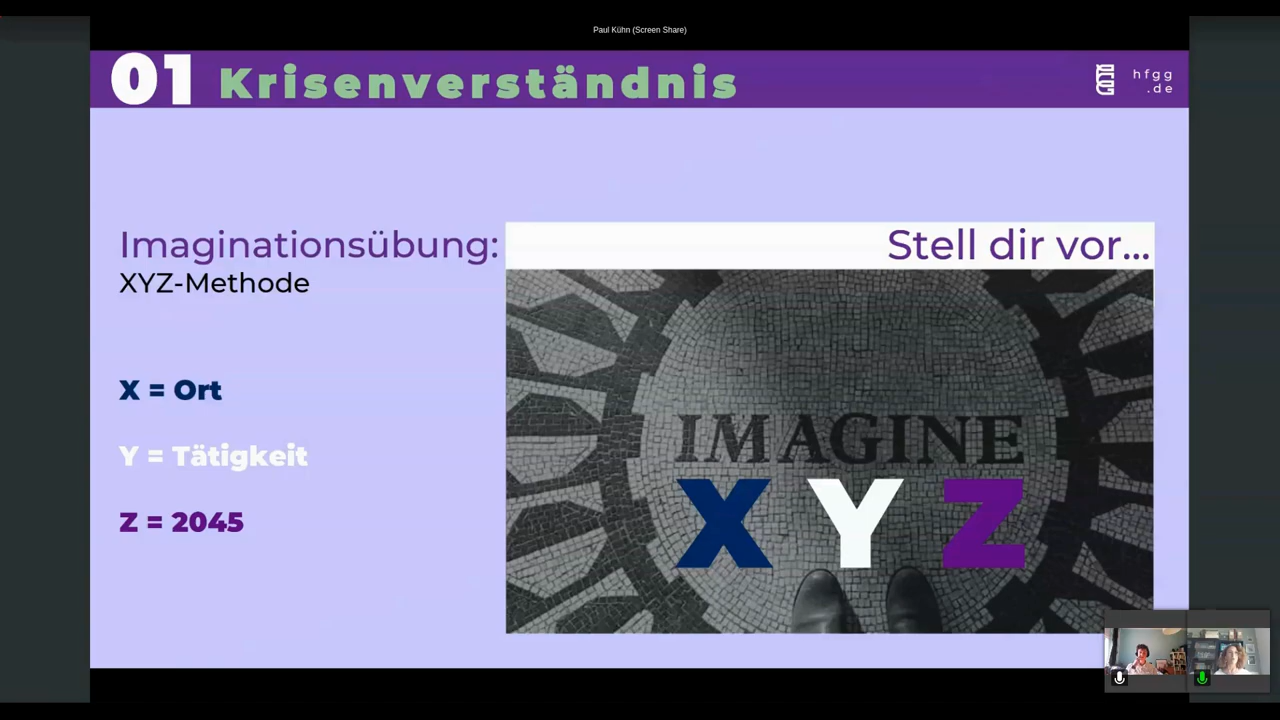 Paul Kühn (Screen Share)
01 Krisenverständnis
hfgg
.de
Imaginationsübung:
XYZ-Methode
Stell dir vor...
X = Ort
Y = Tätigkeit
Z = 2045
IMAGINE
X Y Z